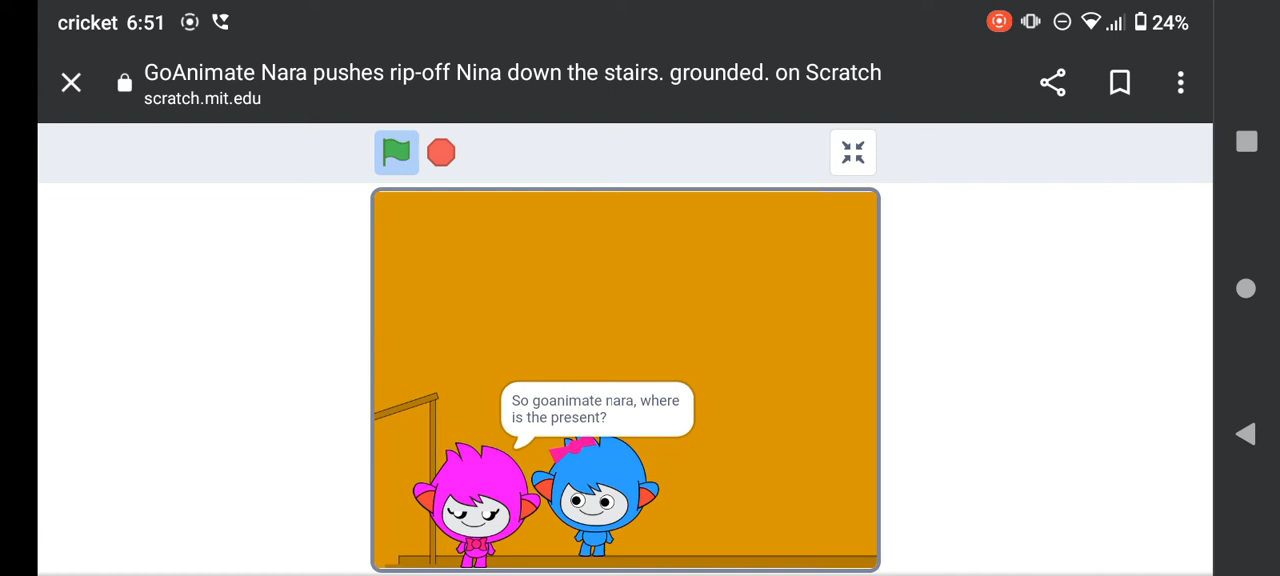 cricket 6:51 24%
GoAnimate Nara pushes rip-off Nina down the stairs. grounded. on Scratch
scratch.mit.edu
So goanimate nara, where
is the present?